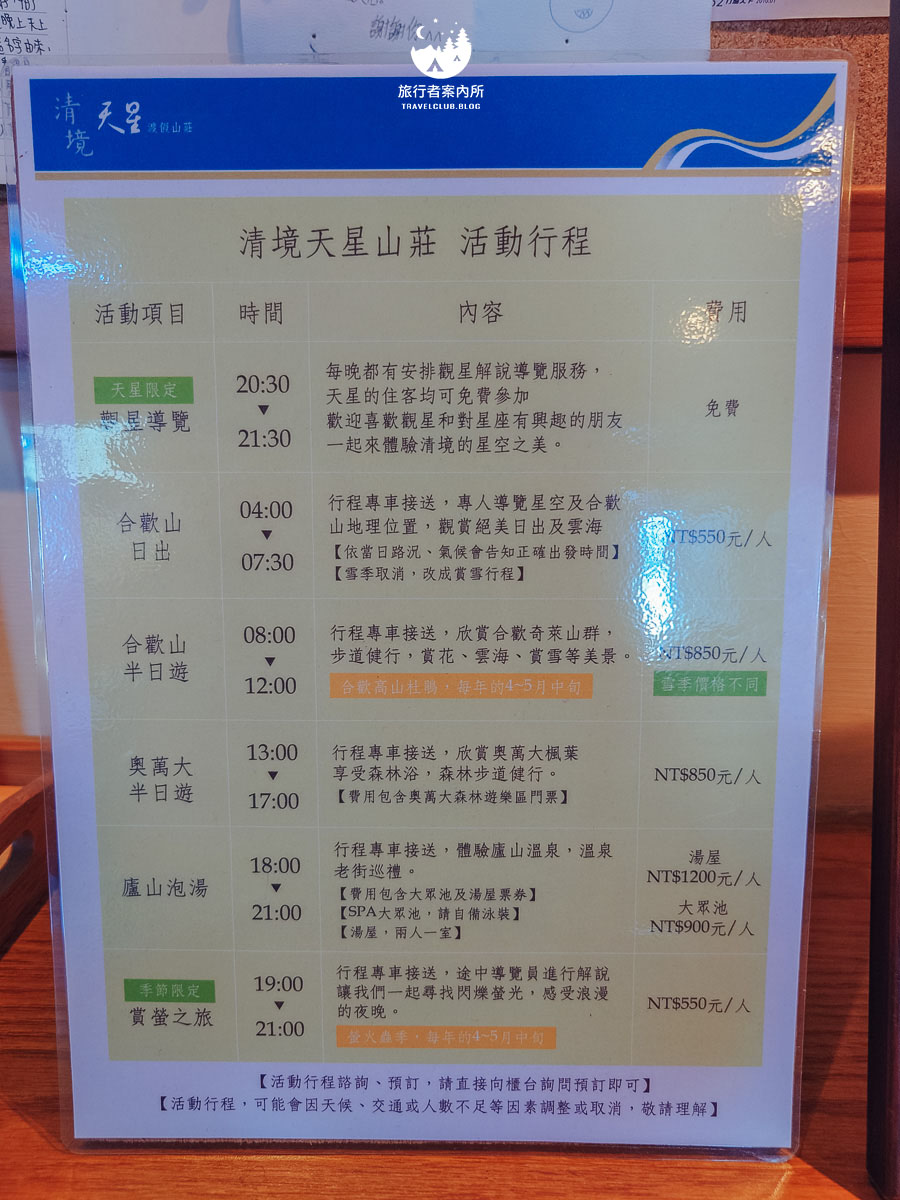 謝謝你
旅行者案內所
TRAVELCLUB.BLOG
清境 天星 渡假山莊
清境天星山莊 活動行程
活動項目 時間 內容 費用
天星限定
觀星導覽
20:30
▼
21:30
每晚都有安排觀星解說導覽服務，
天星的住客均可免費參加
歡迎喜歡觀星和對星座有興趣的朋友
一起來體驗清境的星空之美。
免費
合歡山
日出
04:00
▼
07:30
行程專車接送，專人導覽星空及合歡
山地理位置，觀賞絕美日出及雲海
【依當日路況、氣候會告知正確出發時間】
【雪季取消，改成賞雪行程】
NT$550元/人
合歡山
半日遊
08:00
▼
12:00
行程專車接送，欣賞合歡奇萊山群，
步道健行，賞花、雲海、賞雪等美景。
合歡高山杜鵑，每年的4~5月中旬
NT$850元/人
雪季價格不同
奧萬大
半日遊
13:00
▼
17:00
行程專車接送，欣賞奧萬大楓葉
享受森林浴，森林步道健行。
【費用包含奧萬大森林遊樂區門票】
NT$850元/人
廬山泡湯
18:00
▼
21:00
行程專車接送，體驗廬山溫泉，溫泉
老街巡禮。
【費用包含大眾池及湯屋票券】
【SPA大眾池，請自備泳裝】
【湯屋，兩人一室】
湯屋
NT$1200元/人
大眾池
NT$900元/人
季節限定
賞螢之旅
19:00
▼
21:00
行程專車接送，途中導覽員進行解說
讓我們一起尋找閃爍螢光，感受浪漫
的夜晚。
螢火蟲季，每年的4~5月中旬
NT$550元/人
【活動行程諮詢、預訂，請直接向櫃台詢問預訂即可】
【活動行程，可能會因天候、交通或人數不足等因素調整或取消，敬請理解】